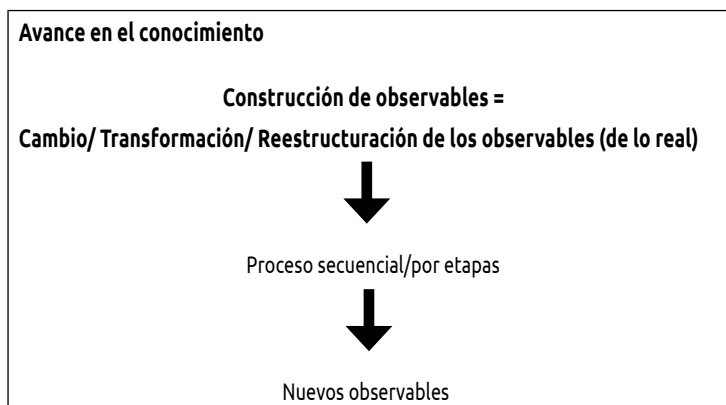 Avance en el conocimiento
Construcción de observables =
Cambio/ Transformación/ Reestructuración de los observables (de lo real)
Proceso secuencial/por etapas
Nuevos observables